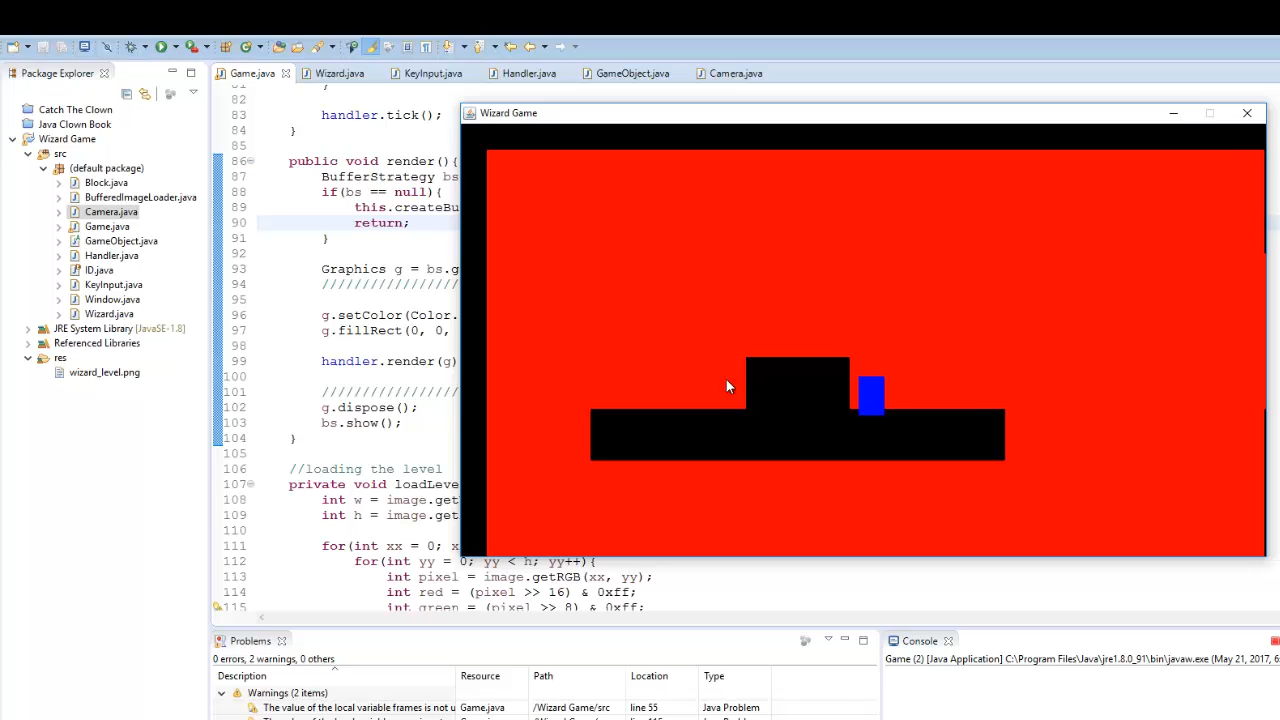 Package Explorer
Catch The Clown
Java Clown Book
Wizard Game
src
(default package)
Block.java
BufferedImageLoader.java
Camera.java
Game.java
GameObject.java
Handler.java
ID.java
KeyInput.java
Window.java
Wizard.java
JRE System Library [JavaSE-1.8]
Referenced Libraries
res
wizard_level.png
Game.java
Wizard.java
KeyInput.java
Handler.java
GameObject.java
Camera.java
81 }
82
83 handler.tick();
84 }
85
86 public void render(){
87 BufferStrategy bs
88 if(bs == null){
89 this.createBu
90 return;
91 }
92
93 Graphics g = bs.g
94 /////////////////
95
96 g.setColor(Color.
97 g.fillRect(0, 0,
98
99 handler.render(g)
100
101 /////////////////
102 g.dispose();
103 bs.show();
104 }
105
106 //loading the level
107 private void loadLeve
108 int w = image.get
109 int h = image.get
110
111 for(int xx = 0; x
112 for(int yy = 0; yy < h; yy++){
113 int pixel = image.getRGB(xx, yy);
114 int red = (pixel >> 16) & 0xff;
115 int green = (pixel >> 8) & 0xff;
Wizard Game
Problems
0 errors, 2 warnings, 0 others
Description Resource Path Location Type
Warnings (2 items)
The value of the local variable frames is not u Game.java /Wizard Game/src line 55 Java Problem
Console
Game (2) [Java Application] C:\Program Files\Java\jre1.8.0_91\bin\javaw.exe (May 21, 2017, 6: